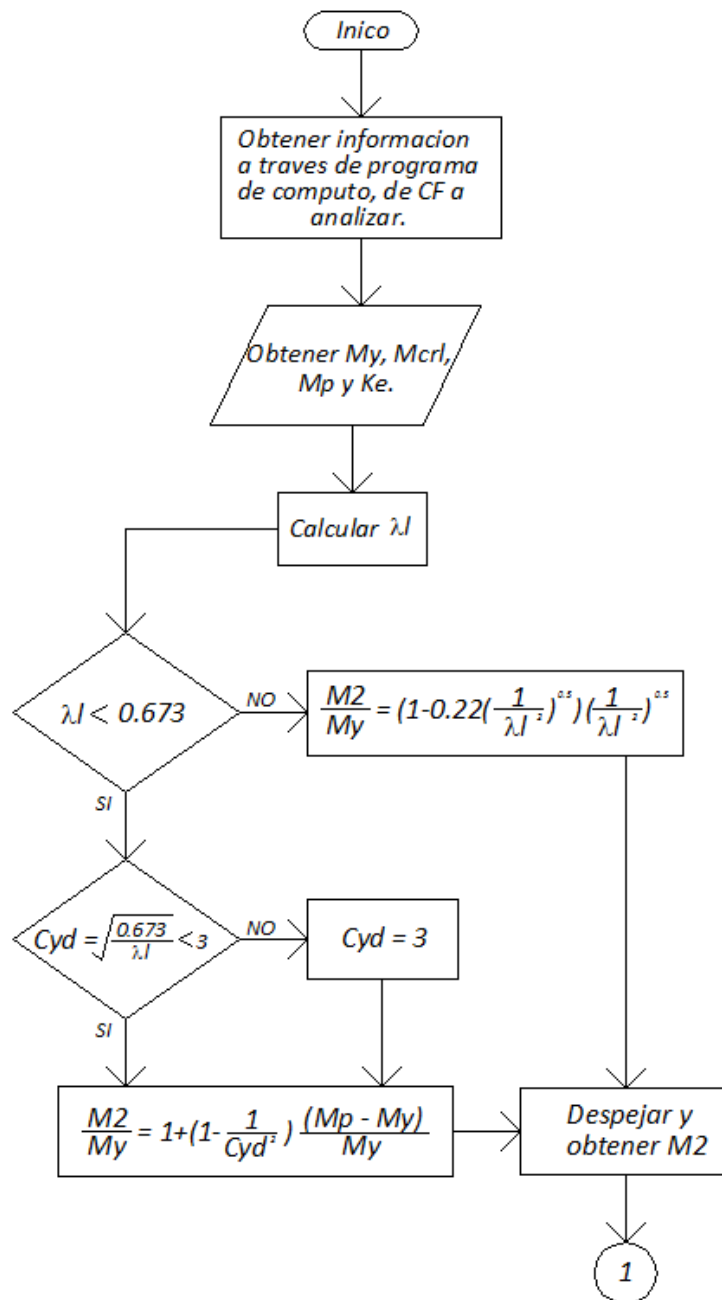 Inico
Obtener informacion
a traves de programa
de computo, de CF a
analizar.
Obtener My, Mcrl,
Mp y Ke.
Calcular λl
λl < 0.673
NO
M2/My = (1-0.22(1/λl²)^0.5)(1/λl²)^0.5
SI
Cyd = √(0.673/λl) < 3
NO
Cyd = 3
SI
M2/My = 1+(1-1/Cyd²) (Mp - My)/My
Despejar y
obtener M2
1